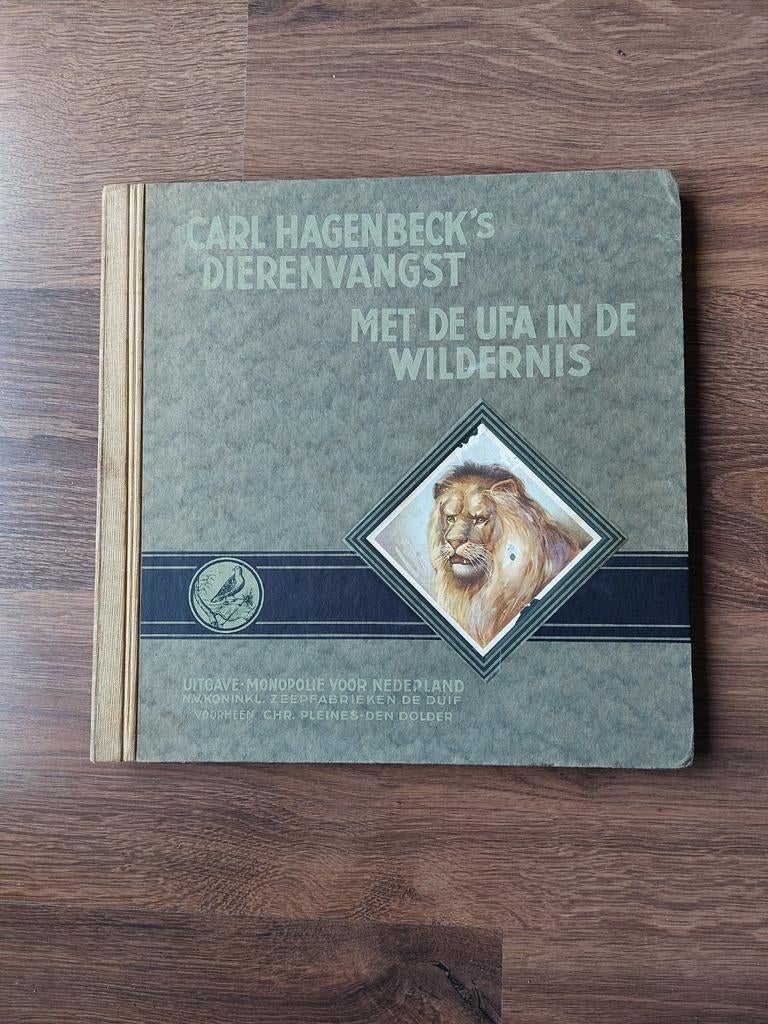 CARL HAGENBECK'S
DIERENVANGST
MET DE UFA IN DE
WILDERNIS
UITGAVE-MONOPOLIE VOOR NEDERLAND
N.V. KONINKL. ZEEPFABRIEKEN DE DUIF
VOORHEEN CHR. PLEINES-DEN DOLDER